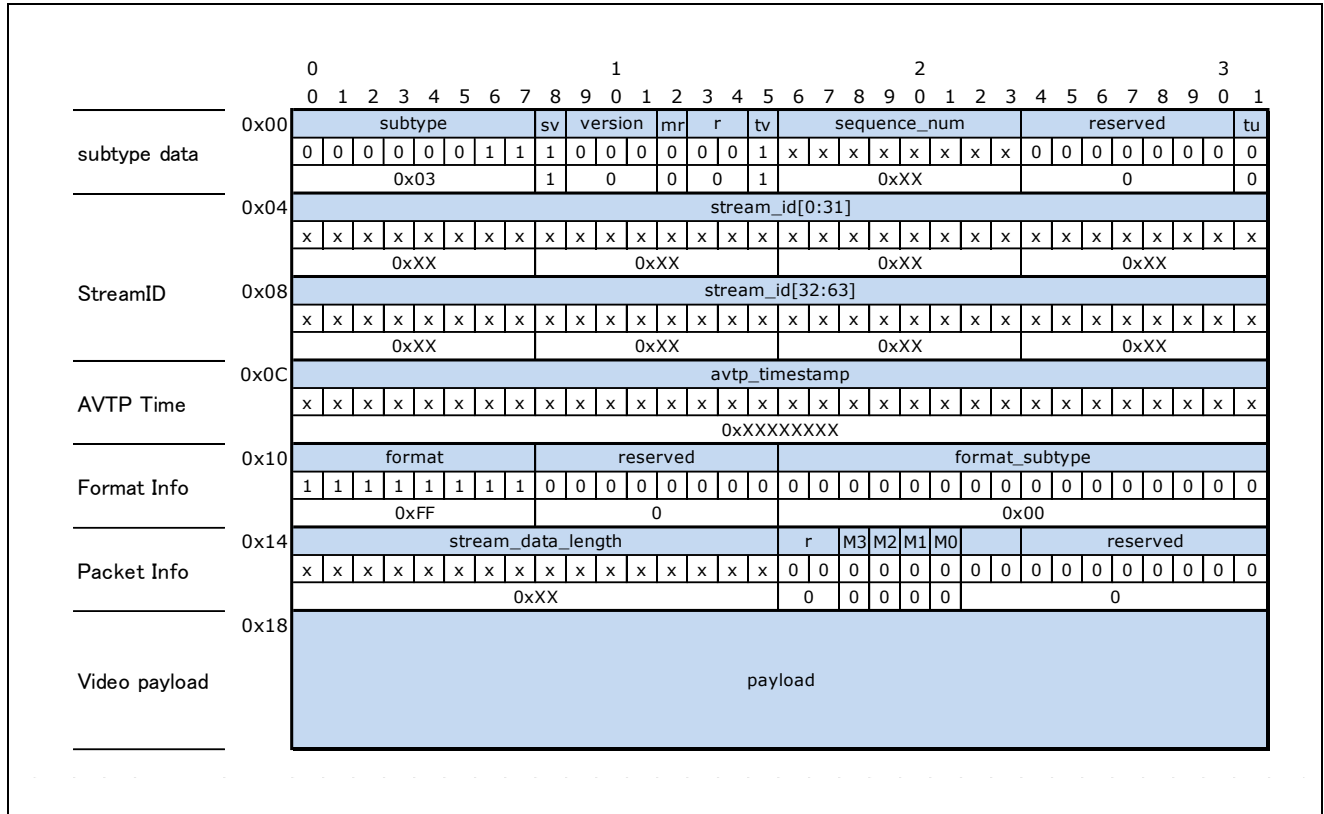 0 1 2 3
0 1 2 3 4 5 6 7 8 9 0 1 2 3 4 5 6 7 8 9 0 1 2 3 4 5 6 7 8 9 0 1
0x00 subtype sv version mr r tv sequence_num reserved tu
subtype data 0 0 0 0 0 0 1 1 1 0 0 0 0 0 0 1 x x x x x x x x 0 0 0 0 0 0 0 0
0x03 1 0 0 0 1 0xXX 0 0
0x04 stream_id[0:31]
x x x x x x x x x x x x x x x x x x x x x x x x x x x x x x x x
0xXX 0xXX 0xXX 0xXX
StreamID 0x08 stream_id[32:63]
x x x x x x x x x x x x x x x x x x x x x x x x x x x x x x x x
0xXX 0xXX 0xXX 0xXX
0x0C avtp_timestamp
AVTP Time x x x x x x x x x x x x x x x x x x x x x x x x x x x x x x x x
0xXXXXXXXX
0x10 format reserved format_subtype
Format Info 1 1 1 1 1 1 1 1 0 0 0 0 0 0 0 0 0 0 0 0 0 0 0 0 0 0 0 0 0 0 0 0
0xFF 0 0x00
0x14 stream_data_length r M3 M2 M1 M0 reserved
Packet Info x x x x x x x x x x x x x x x x 0 0 0 0 0 0 0 0 0 0 0 0 0 0 0 0
0xXX 0 0 0 0 0 0
0x18
Video payload payload